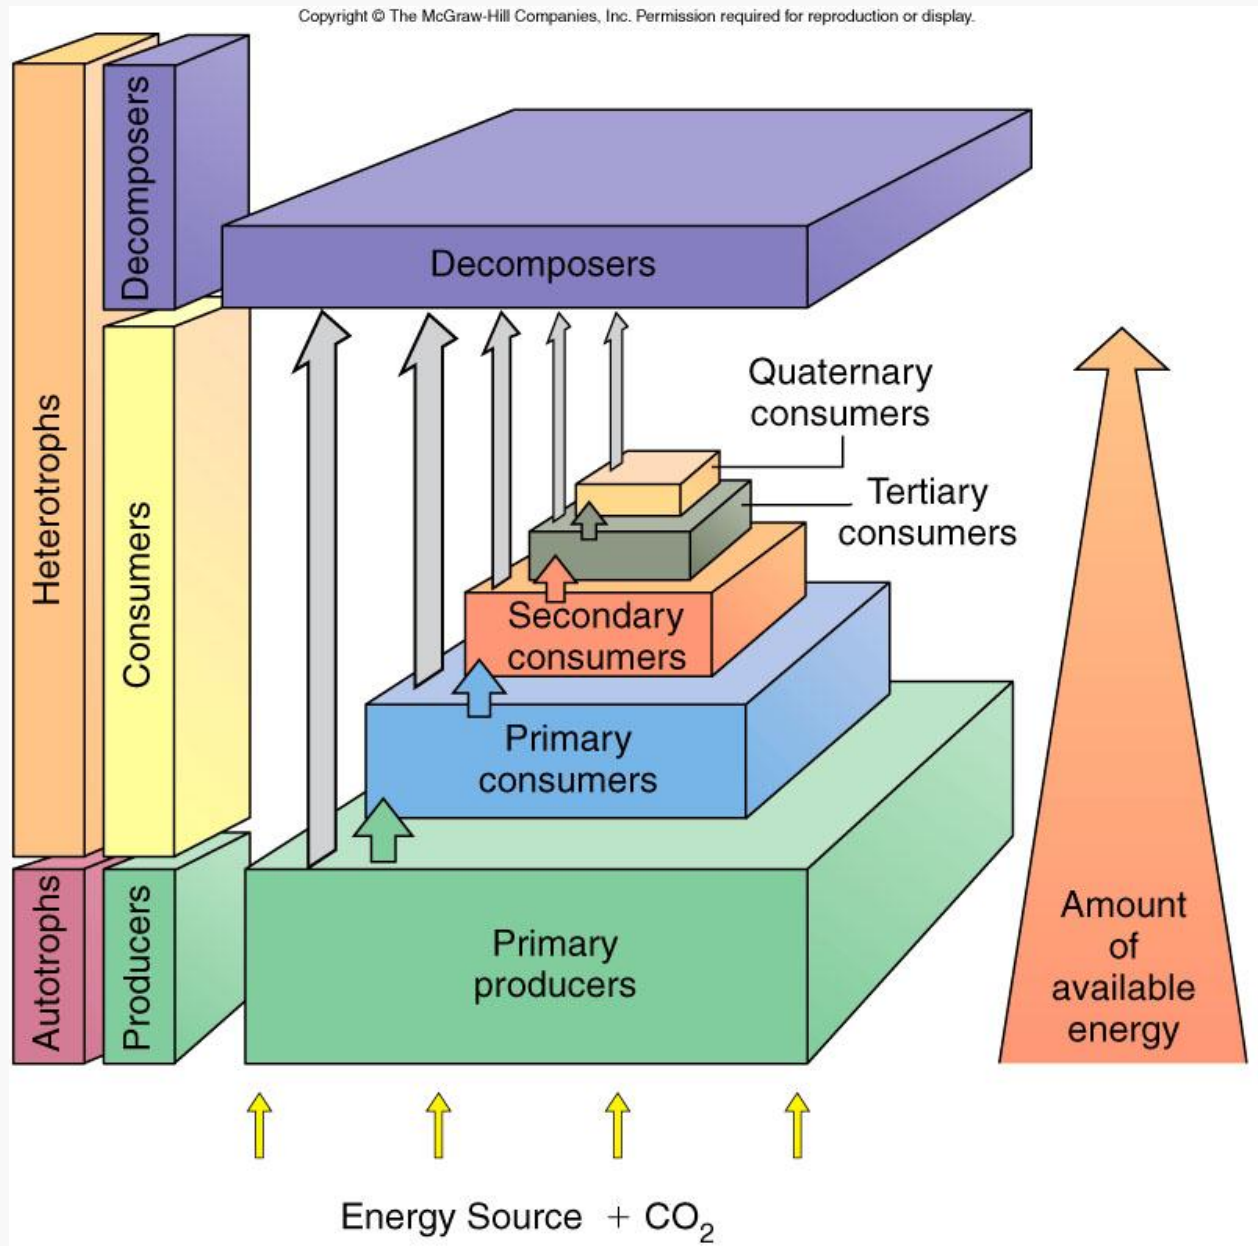 Copyright © The McGraw-Hill Companies, Inc. Permission required for reproduction or display.
Heterotrophs
Autotrophs
Decomposers
Consumers
Producers
Decomposers
Quaternary
consumers
Tertiary
consumers
Secondary
consumers
Primary
consumers
Primary
producers
Amount
of
available
energy
Energy Source + CO₂